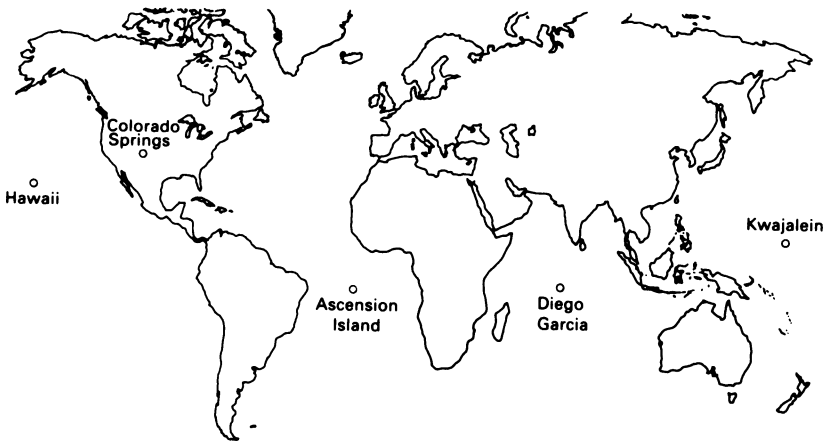 Colorado
Springs
Hawaii
Kwajalein
Ascension
Island
Diego
Garcia